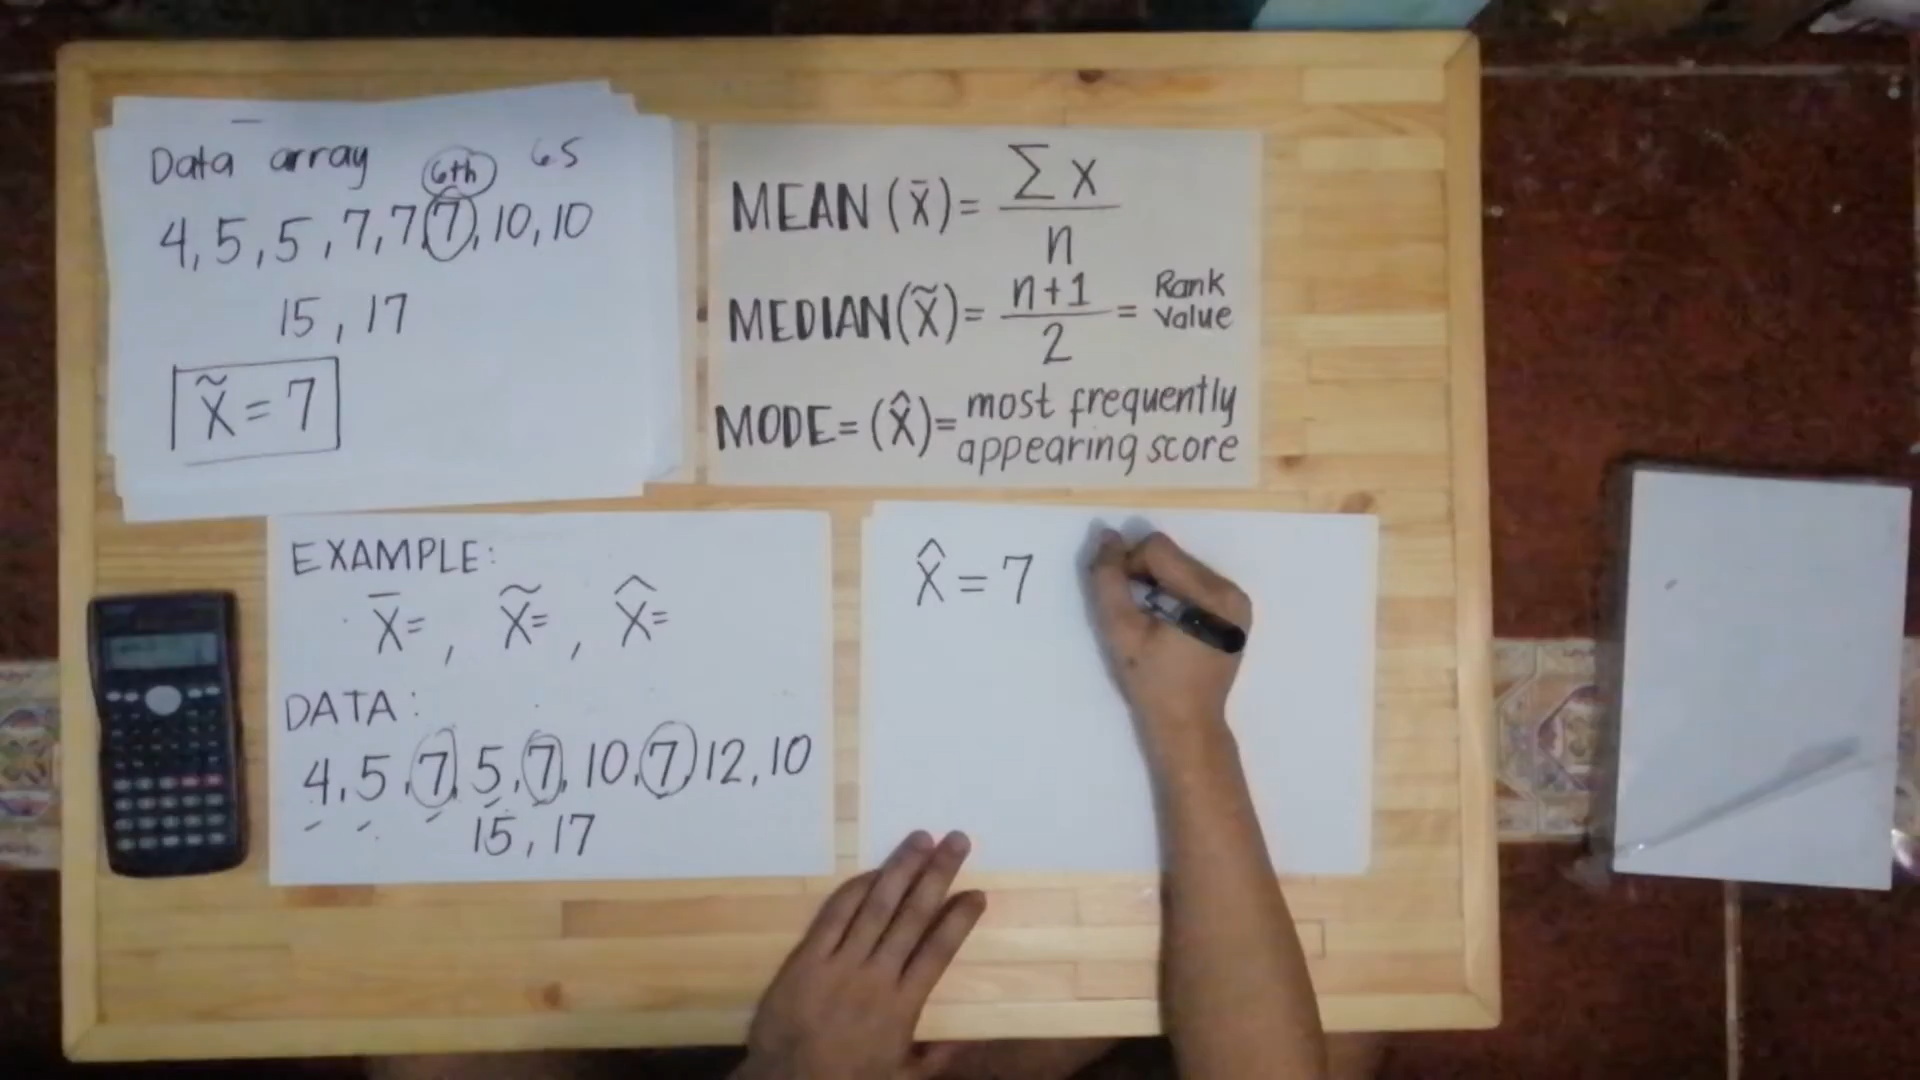 Data array 6th 6.5
4, 5, 5, 7, 7, 7, 10, 10
15, 17
x̃ = 7
MEAN (x̄) = Σx / n
MEDIAN (x̃) = n+1 / 2 = Rank value
MODE = (x̂) = most frequently appearing score
EXAMPLE:
x̄= , x̃= , x̂=
DATA:
4, 5, 7, 5, 7, 10, 7, 12, 10
15, 17
x̂ = 7